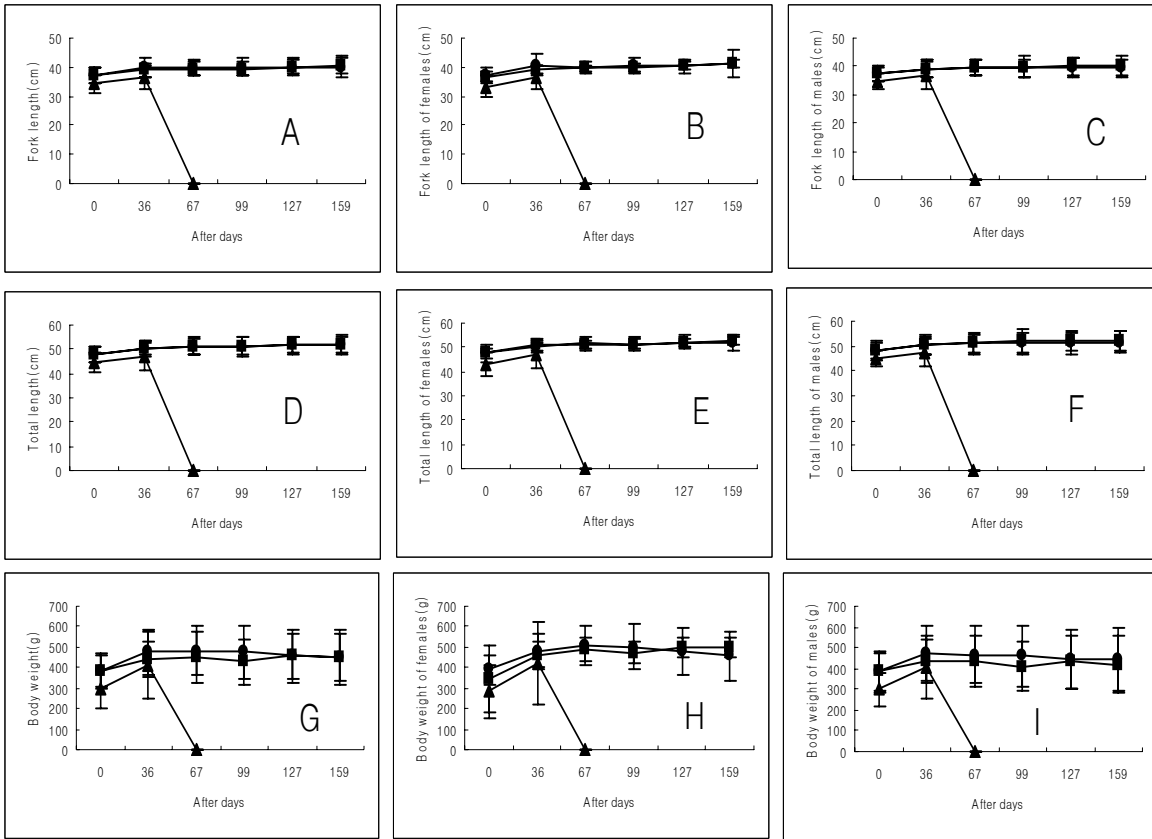 Fork length(cm)
50
40
30
20
10
0
A
0 36 67 99 127 159
After days
Fork length of females(cm)
50
40
30
20
10
0
B
0 36 67 99 127 159
After days
Fork length of males(cm)
50
40
30
20
10
0
C
0 36 67 99 127 159
After days
Total length(cm)
60
50
40
30
20
10
0
D
0 36 67 99 127 159
After days
Total length of females(cm)
60
50
40
30
20
10
0
E
0 36 67 99 127 159
After days
Total length of males(cm)
60
50
40
30
20
10
0
F
0 36 67 99 127 159
After days
Body weight(g)
700
600
500
400
300
200
100
0
G
0 36 67 99 127 159
After days
Body weight of females(g)
700
600
500
400
300
200
100
0
H
0 36 67 99 127 159
After days
Body weight of males(g)
700
600
500
400
300
200
100
0
I
0 36 67 99 127 159
After days